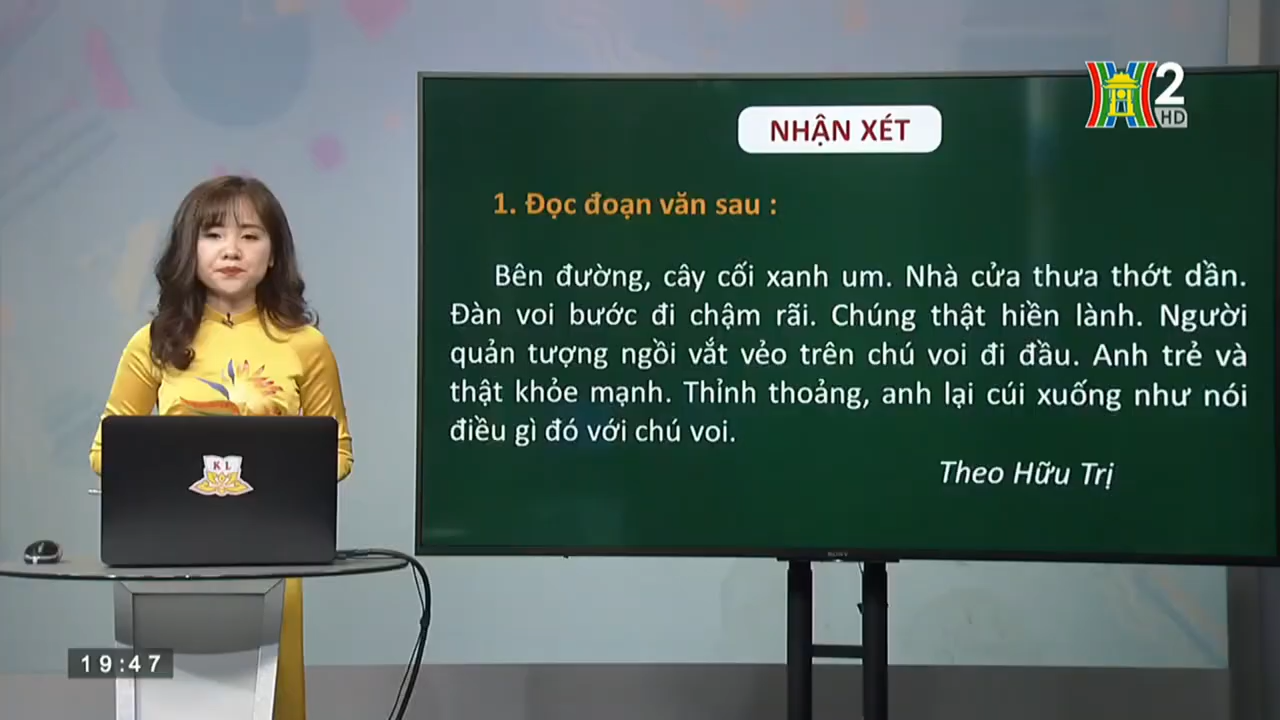 2
HD
NHẬN XÉT
1. Đọc đoạn văn sau :
Bên đường, cây cối xanh um. Nhà cửa thưa thớt dần.
Đàn voi bước đi chậm rãi. Chúng thật hiền lành. Người
quản tượng ngồi vắt vẻo trên chú voi đi đầu. Anh trẻ và
thật khỏe mạnh. Thỉnh thoảng, anh lại cúi xuống như nói
điều gì đó với chú voi.
Theo Hữu Trị
K L
SONY
19:47